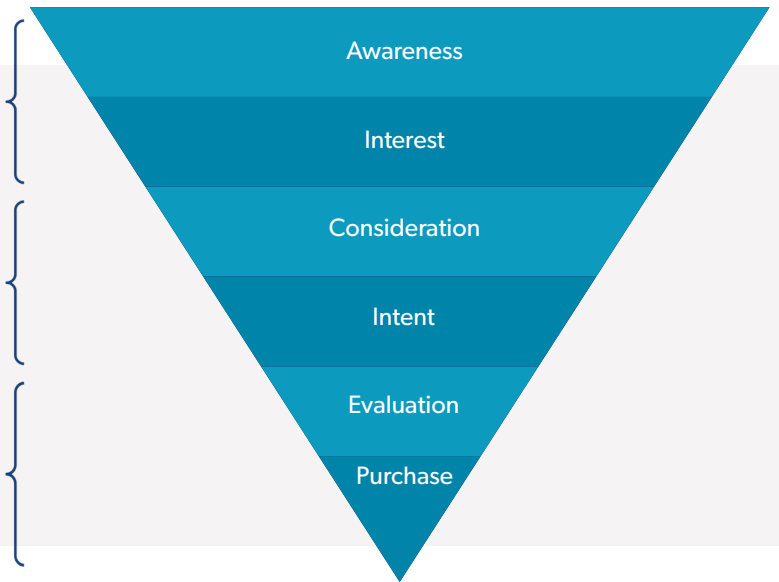 Awareness
Interest
Consideration
Intent
Evaluation
Purchase